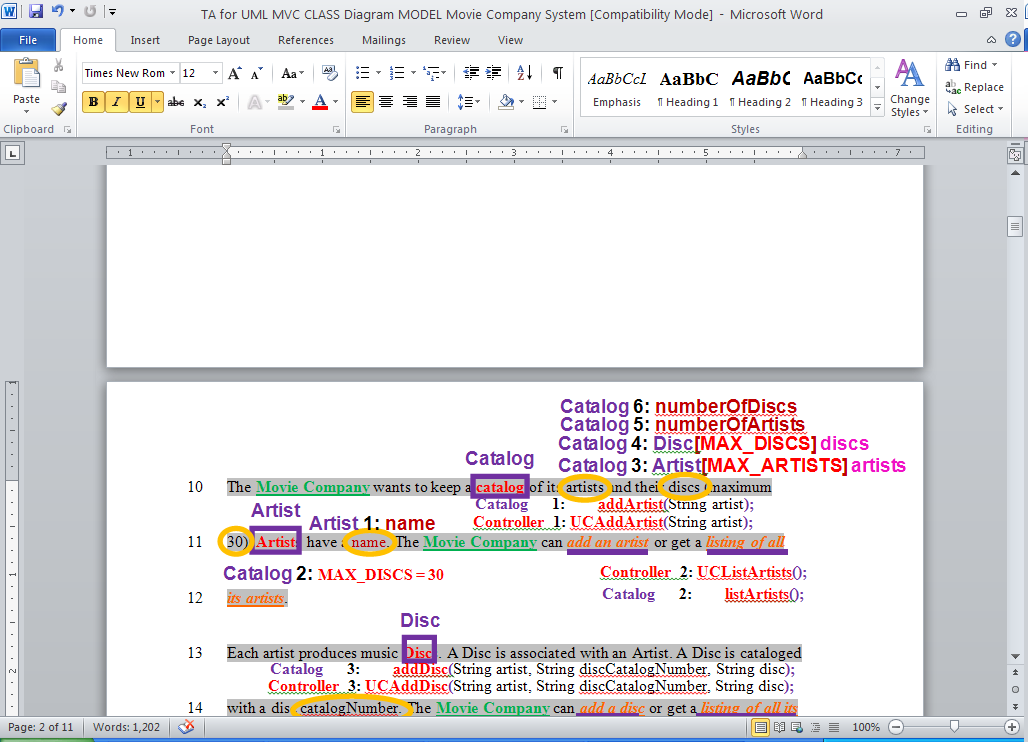 TA for UML MVC CLASS Diagram MODEL Movie Company System [Compatibility Mode] - Microsoft Word
File Home Insert Page Layout References Mailings Review View
Paste
Times New Rom 12
AaBbCcI AaBbC AaBbC AaBbCc
Emphasis ¶ Heading 1 ¶ Heading 2 ¶ Heading 3
Change Styles
Find
Replace
Select
Clipboard Font Paragraph Styles Editing
1 1 2 3 4 5 7
Catalog 6: numberOfDiscs
Catalog 5: numberOfArtists
Catalog 4: Disc[MAX_DISCS] discs
Catalog
Catalog 3: Artist[MAX_ARTISTS] artists
10 The Movie Company wants to keep a catalog of its artists and their discs (maximum
Catalog 1: addArtist(String artist);
Artist
Artist 1: name
Controller 1: UCAddArtist(String artist);
11 30) Artists have a name. The Movie Company can add an artist or get a listing of all
Catalog 2: MAX_DISCS = 30
Controller 2: UCListArtists();
Catalog 2: listArtists();
12 its artists.
Disc
13 Each artist produces music Discs. A Disc is associated with an Artist. A Disc is cataloged
Catalog 3: addDisc(String artist, String discCatalogNumber, String disc);
Controller 3: UCAddDisc(String artist, String discCatalogNumber, String disc);
14 with a disc catalogNumber. The Movie Company can add a disc or get a listing of all its
Page: 2 of 11 Words: 1,202 100%